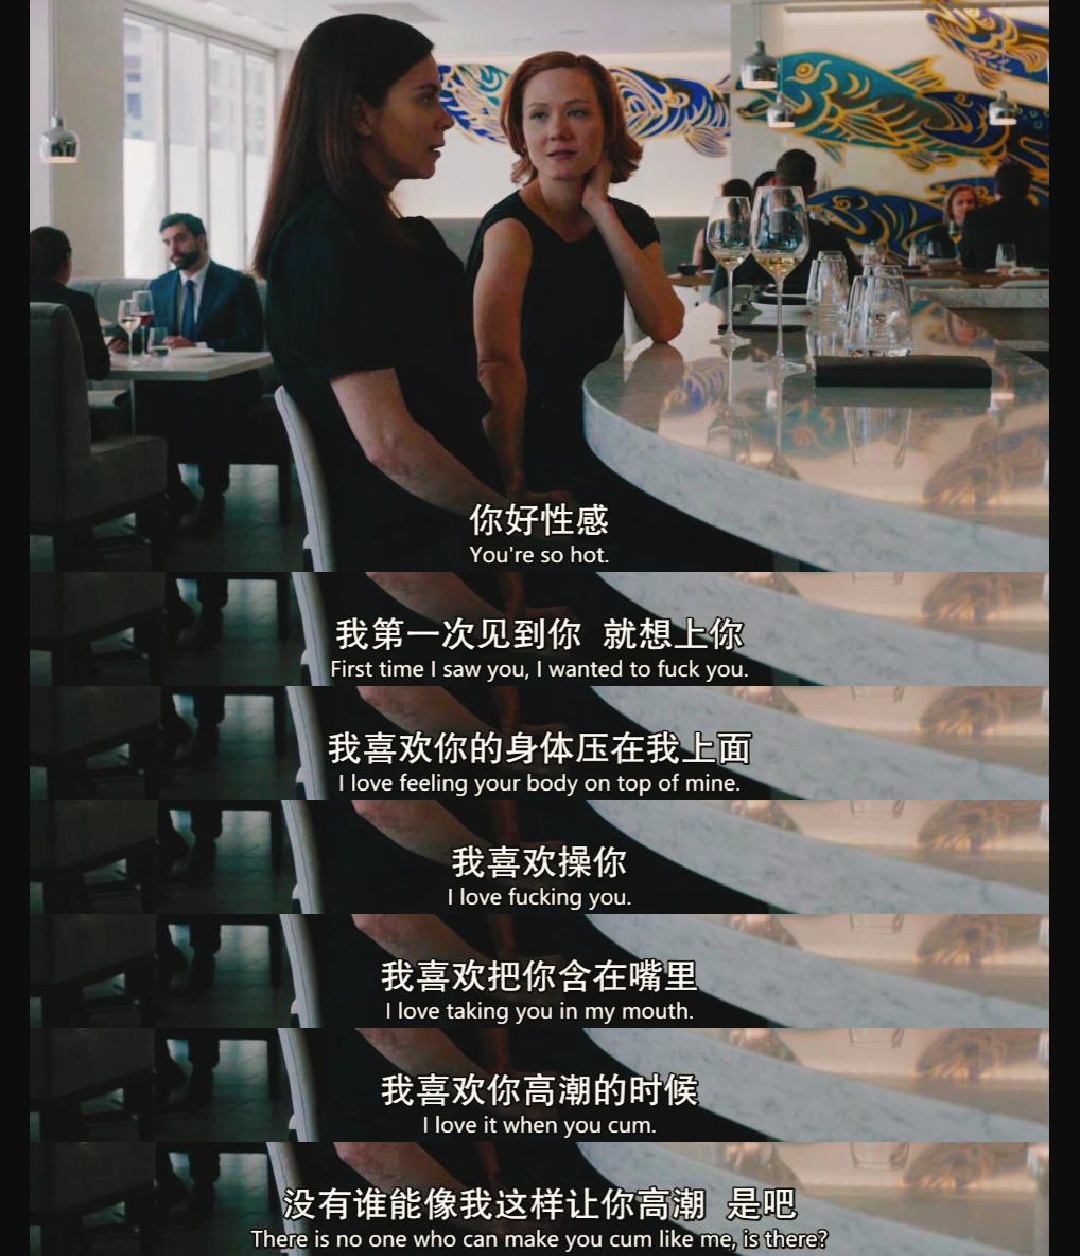 你好性感
You're so hot.
我第一次见到你 就想上你
First time I saw you, I wanted to fuck you.
我喜欢你的身体压在我上面
I love feeling your body on top of mine.
我喜欢操你
I love fucking you.
我喜欢把你含在嘴里
I love taking you in my mouth.
我喜欢你高潮的时候
I love it when you cum.
没有谁能像我这样让你高潮 是吧
There is no one who can make you cum like me, is there?